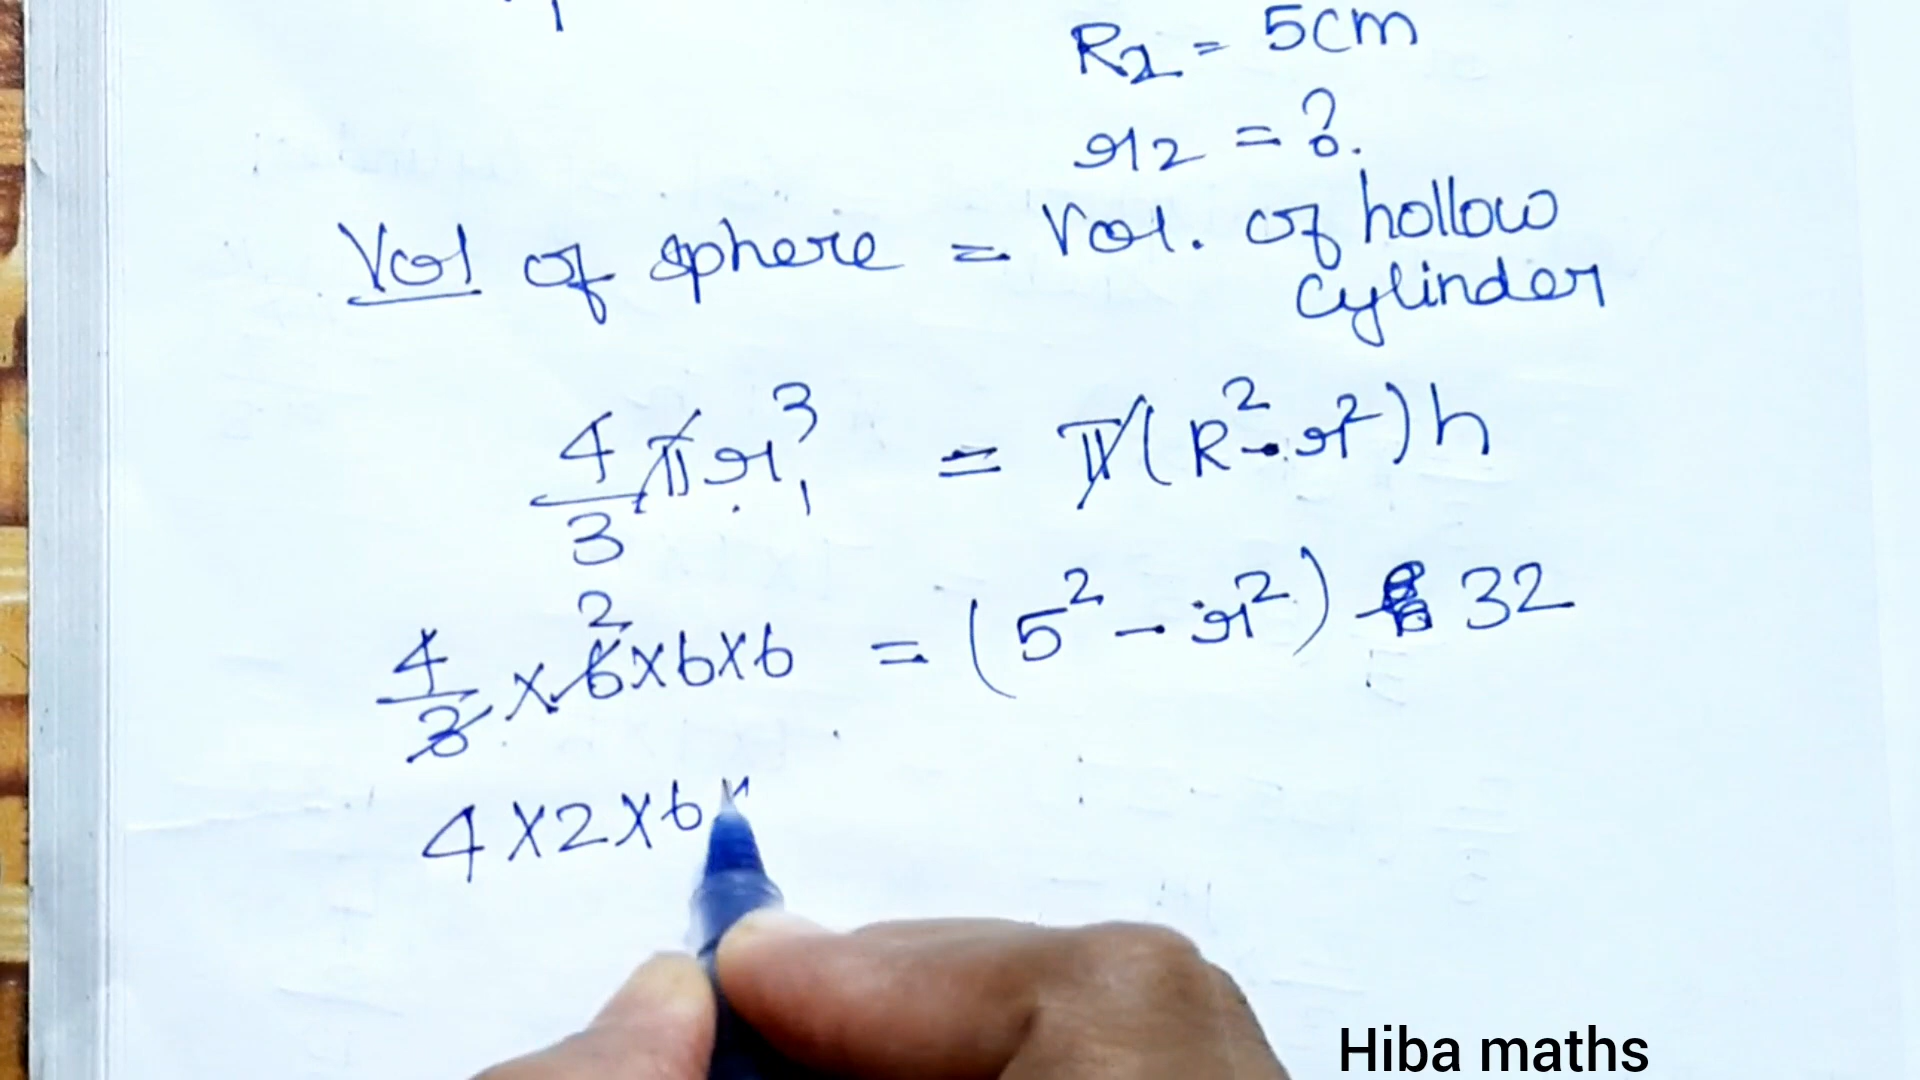 R₂ = 5cm
r₂ = ?.
Vol of sphere = Vol. of hollow
cylinder
4/3 πr₁³ = π(R²-r²)h
4/3 × 6×6×6 = (5² - r²) 32
2
4×2×6×
Hiba maths